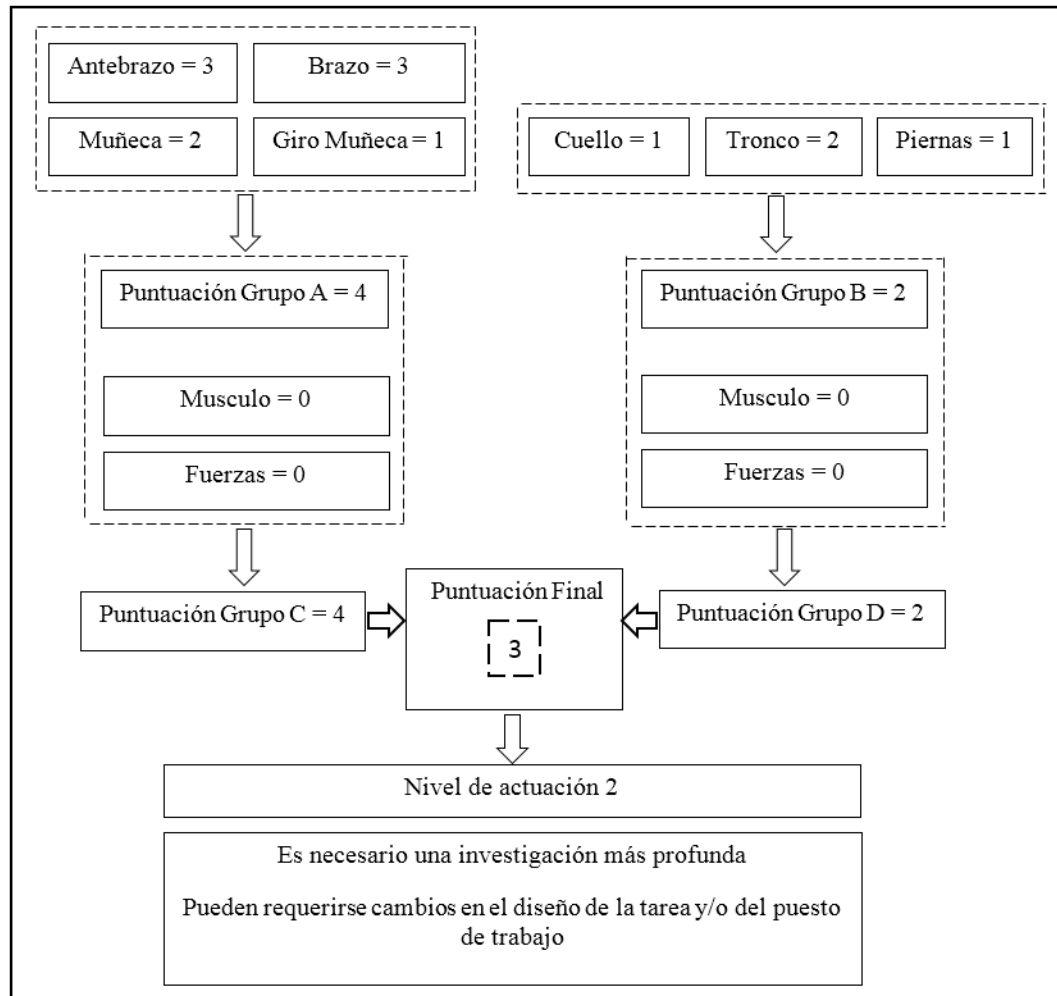 Antebrazo = 3
Brazo = 3
Muñeca = 2
Giro Muñeca = 1
Cuello = 1
Tronco = 2
Piernas = 1
Puntuación Grupo A = 4
Musculo = 0
Fuerzas = 0
Puntuación Grupo B = 2
Musculo = 0
Fuerzas = 0
Puntuación Grupo C = 4
Puntuación Final
3
Puntuación Grupo D = 2
Nivel de actuación 2
Es necesario una investigación más profunda
Pueden requerirse cambios en el diseño de la tarea y/o del puesto
de trabajo